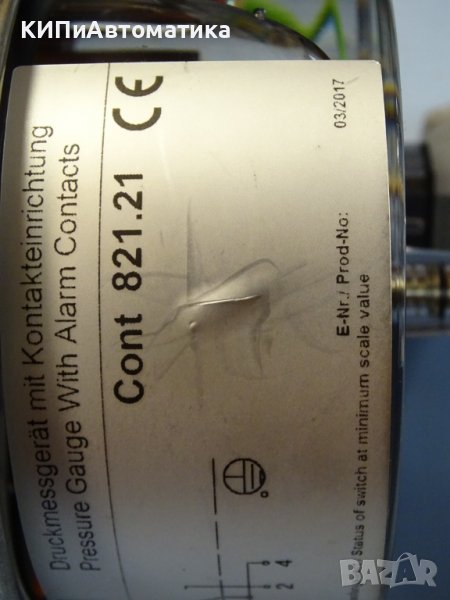 КИПиАвтоматика
Druckmessgerät mit Kontakteinrichtung
Pressure Gauge With Alarm Contacts
Cont 821.21 CE
03/2017
E-Nr./ Prod-No:
Status of switch at minimum scale value
2 4
BAZAR